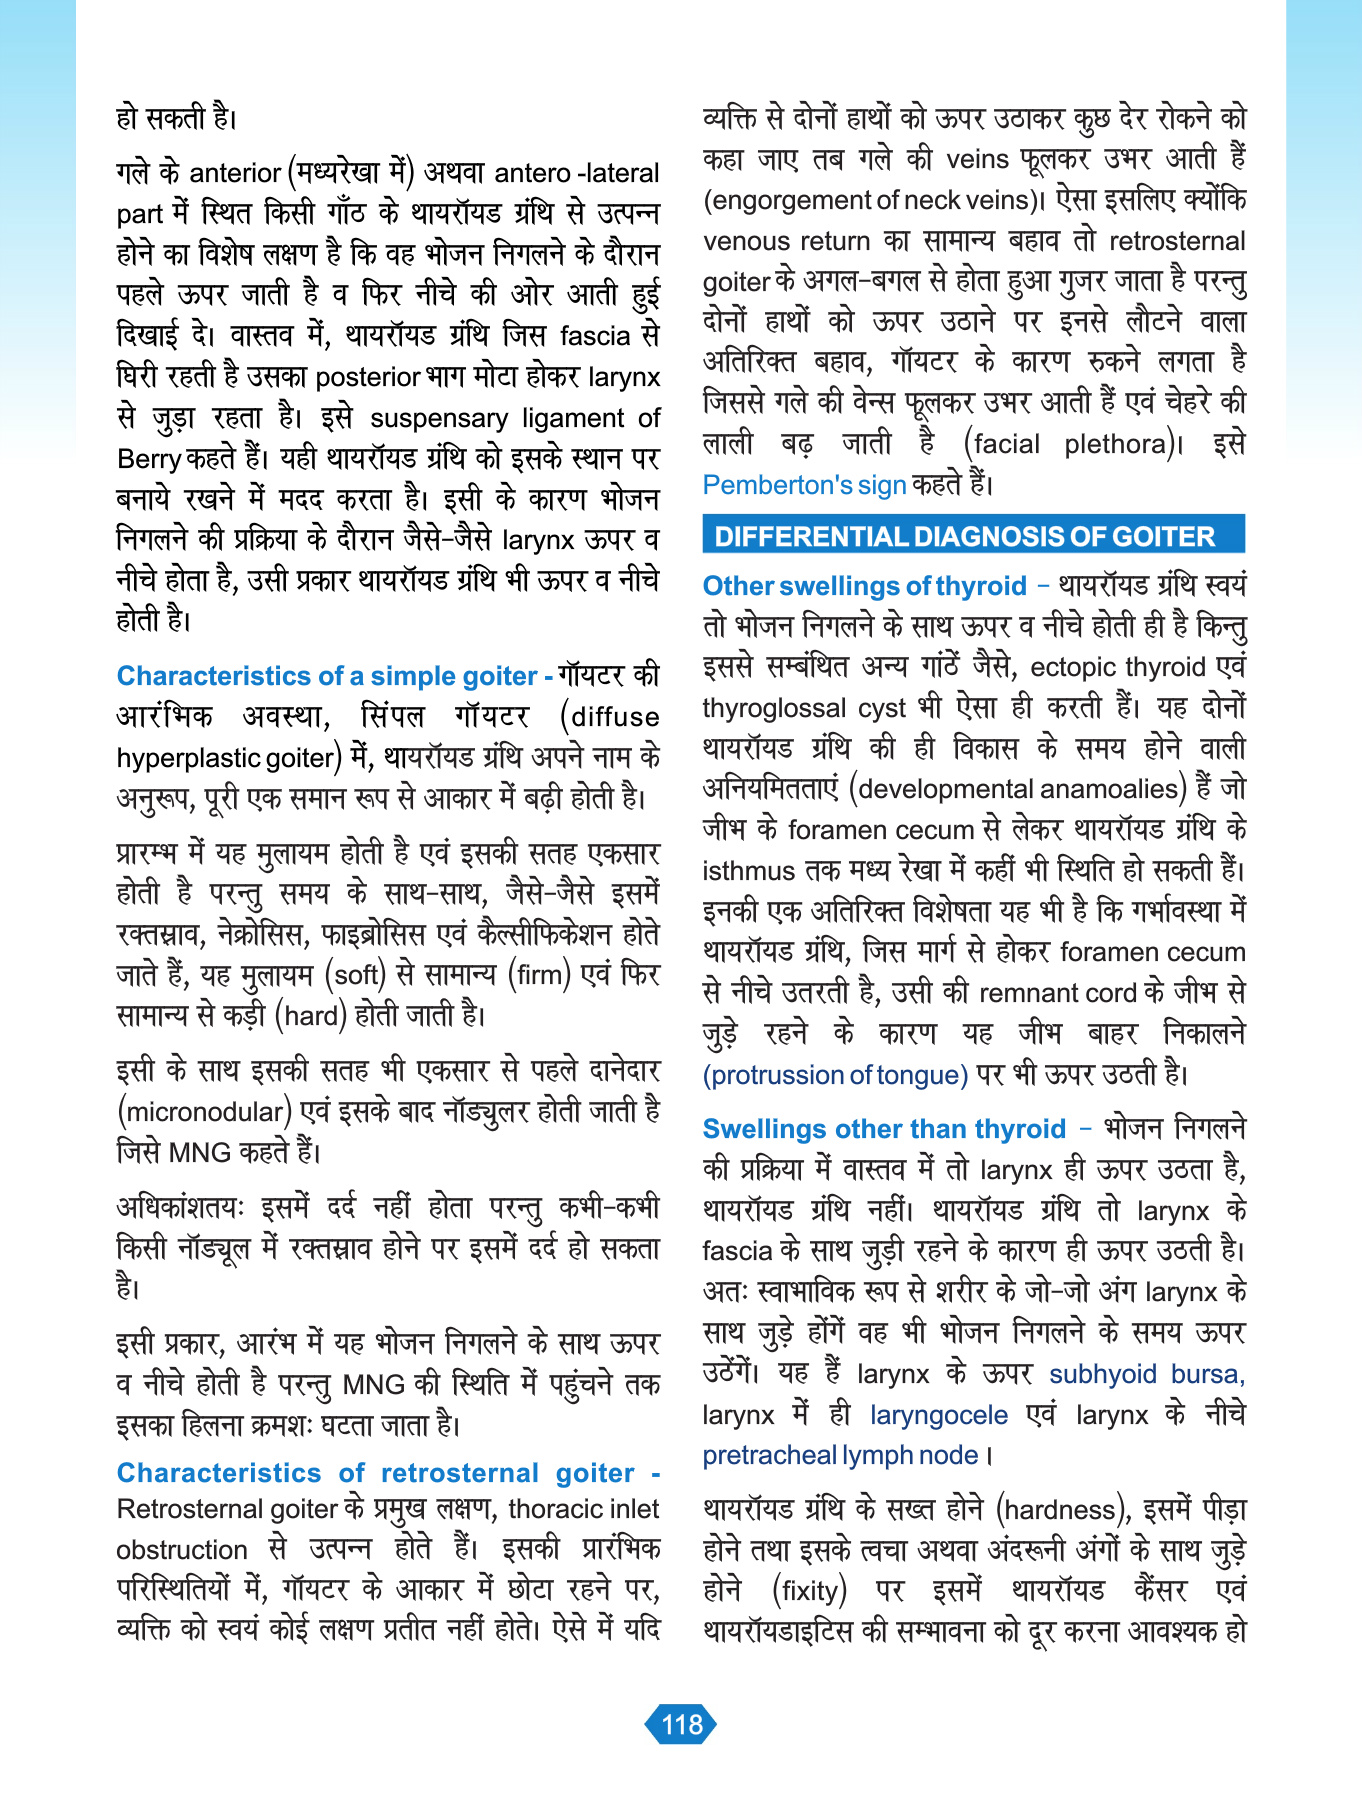 हो सकती है।
गले के anterior (मध्यरेखा में) अथवा antero -lateral
part में स्थित किसी गाँठ के थायरॉयड ग्रंथि से उत्पन्न
होने का विशेष लक्षण है कि वह भोजन निगलने के दौरान
पहले ऊपर जाती है व फिर नीचे की ओर आती हुई
दिखाई दे। वास्तव में, थायरॉयड ग्रंथि जिस fascia से
घिरी रहती है उसका posterior भाग मोटा होकर larynx
से जुड़ा रहता है। इसे suspensary ligament of
Berry कहते हैं। यही थायरॉयड ग्रंथि को इसके स्थान पर
बनाये रखने में मदद करता है। इसी के कारण भोजन
निगलने की प्रक्रिया के दौरान जैसे-जैसे larynx ऊपर व
नीचे होता है, उसी प्रकार थायरॉयड ग्रंथि भी ऊपर व नीचे
होती है।
Characteristics of a simple goiter - गॉयटर की
आरंभिक अवस्था, सिंपल गॉयटर (diffuse
hyperplastic goiter) में, थायरॉयड ग्रंथि अपने नाम के
अनुरूप, पूरी एक समान रूप से आकार में बढ़ी होती है।
प्रारम्भ में यह मुलायम होती है एवं इसकी सतह एकसार
होती है परन्तु समय के साथ-साथ, जैसे-जैसे इसमें
रक्तस्राव, नेक्रोसिस, फाइब्रोसिस एवं कैल्सीफिकेशन होते
जाते हैं, यह मुलायम (soft) से सामान्य (firm) एवं फिर
सामान्य से कड़ी (hard) होती जाती है।
इसी के साथ इसकी सतह भी एकसार से पहले दानेदार
(micronodular) एवं इसके बाद नॉड्युलर होती जाती है
जिसे MNG कहते हैं।
अधिकांशतयः इसमें दर्द नहीं होता परन्तु कभी-कभी
किसी नॉड्यूल में रक्तस्राव होने पर इसमें दर्द हो सकता
है।
इसी प्रकार, आरंभ में यह भोजन निगलने के साथ ऊपर
व नीचे होती है परन्तु MNG की स्थिति में पहुंचने तक
इसका हिलना क्रमशः घटता जाता है।
Characteristics of retrosternal goiter -
Retrosternal goiter के प्रमुख लक्षण, thoracic inlet
obstruction से उत्पन्न होते हैं। इसकी प्रारंभिक
परिस्थितियों में, गॉयटर के आकार में छोटा रहने पर,
व्यक्ति को स्वयं कोई लक्षण प्रतीत नहीं होते। ऐसे में यदि
व्यक्ति से दोनों हाथों को ऊपर उठाकर कुछ देर रोकने को
कहा जाए तब गले की veins फूलकर उभर आती हैं
(engorgement of neck veins)। ऐसा इसलिए क्योंकि
venous return का सामान्य बहाव तो retrosternal
goiter के अगल-बगल से होता हुआ गुजर जाता है परन्तु
दोनों हाथों को ऊपर उठाने पर इनसे लौटने वाला
अतिरिक्त बहाव, गॉयटर के कारण रुकने लगता है
जिससे गले की वेन्स फूलकर उभर आती हैं एवं चेहरे की
लाली बढ़ जाती है (facial plethora)। इसे
Pemberton's sign कहते हैं।
DIFFERENTIAL DIAGNOSIS OF GOITER
Other swellings of thyroid – थायरॉयड ग्रंथि स्वयं
तो भोजन निगलने के साथ ऊपर व नीचे होती ही है किन्तु
इससे सम्बंधित अन्य गांठें जैसे, ectopic thyroid एवं
thyroglossal cyst भी ऐसा ही करती हैं। यह दोनों
थायरॉयड ग्रंथि की ही विकास के समय होने वाली
अनियमितताएं (developmental anamoalies) हैं जो
जीभ के foramen cecum से लेकर थायरॉयड ग्रंथि के
isthmus तक मध्य रेखा में कहीं भी स्थिति हो सकती हैं।
इनकी एक अतिरिक्त विशेषता यह भी है कि गर्भावस्था में
थायरॉयड ग्रंथि, जिस मार्ग से होकर foramen cecum
से नीचे उतरती है, उसी की remnant cord के जीभ से
जुड़े रहने के कारण यह जीभ बाहर निकालने
(protrussion of tongue) पर भी ऊपर उठती है।
Swellings other than thyroid – भोजन निगलने
की प्रक्रिया में वास्तव में तो larynx ही ऊपर उठता है,
थायरॉयड ग्रंथि नहीं। थायरॉयड ग्रंथि तो larynx के
fascia के साथ जुड़ी रहने के कारण ही ऊपर उठती है।
अतः स्वाभाविक रूप से शरीर के जो-जो अंग larynx के
साथ जुड़े होंगें वह भी भोजन निगलने के समय ऊपर
उठेंगें। यह हैं larynx के ऊपर subhyoid bursa,
larynx में ही laryngocele एवं larynx के नीचे
pretracheal lymph node ।
थायरॉयड ग्रंथि के सख्त होने (hardness), इसमें पीड़ा
होने तथा इसके त्वचा अथवा अंदरूनी अंगों के साथ जुड़े
होने (fixity) पर इसमें थायरॉयड कैंसर एवं
थायरॉयडाइटिस की सम्भावना को दूर करना आवश्यक हो
118